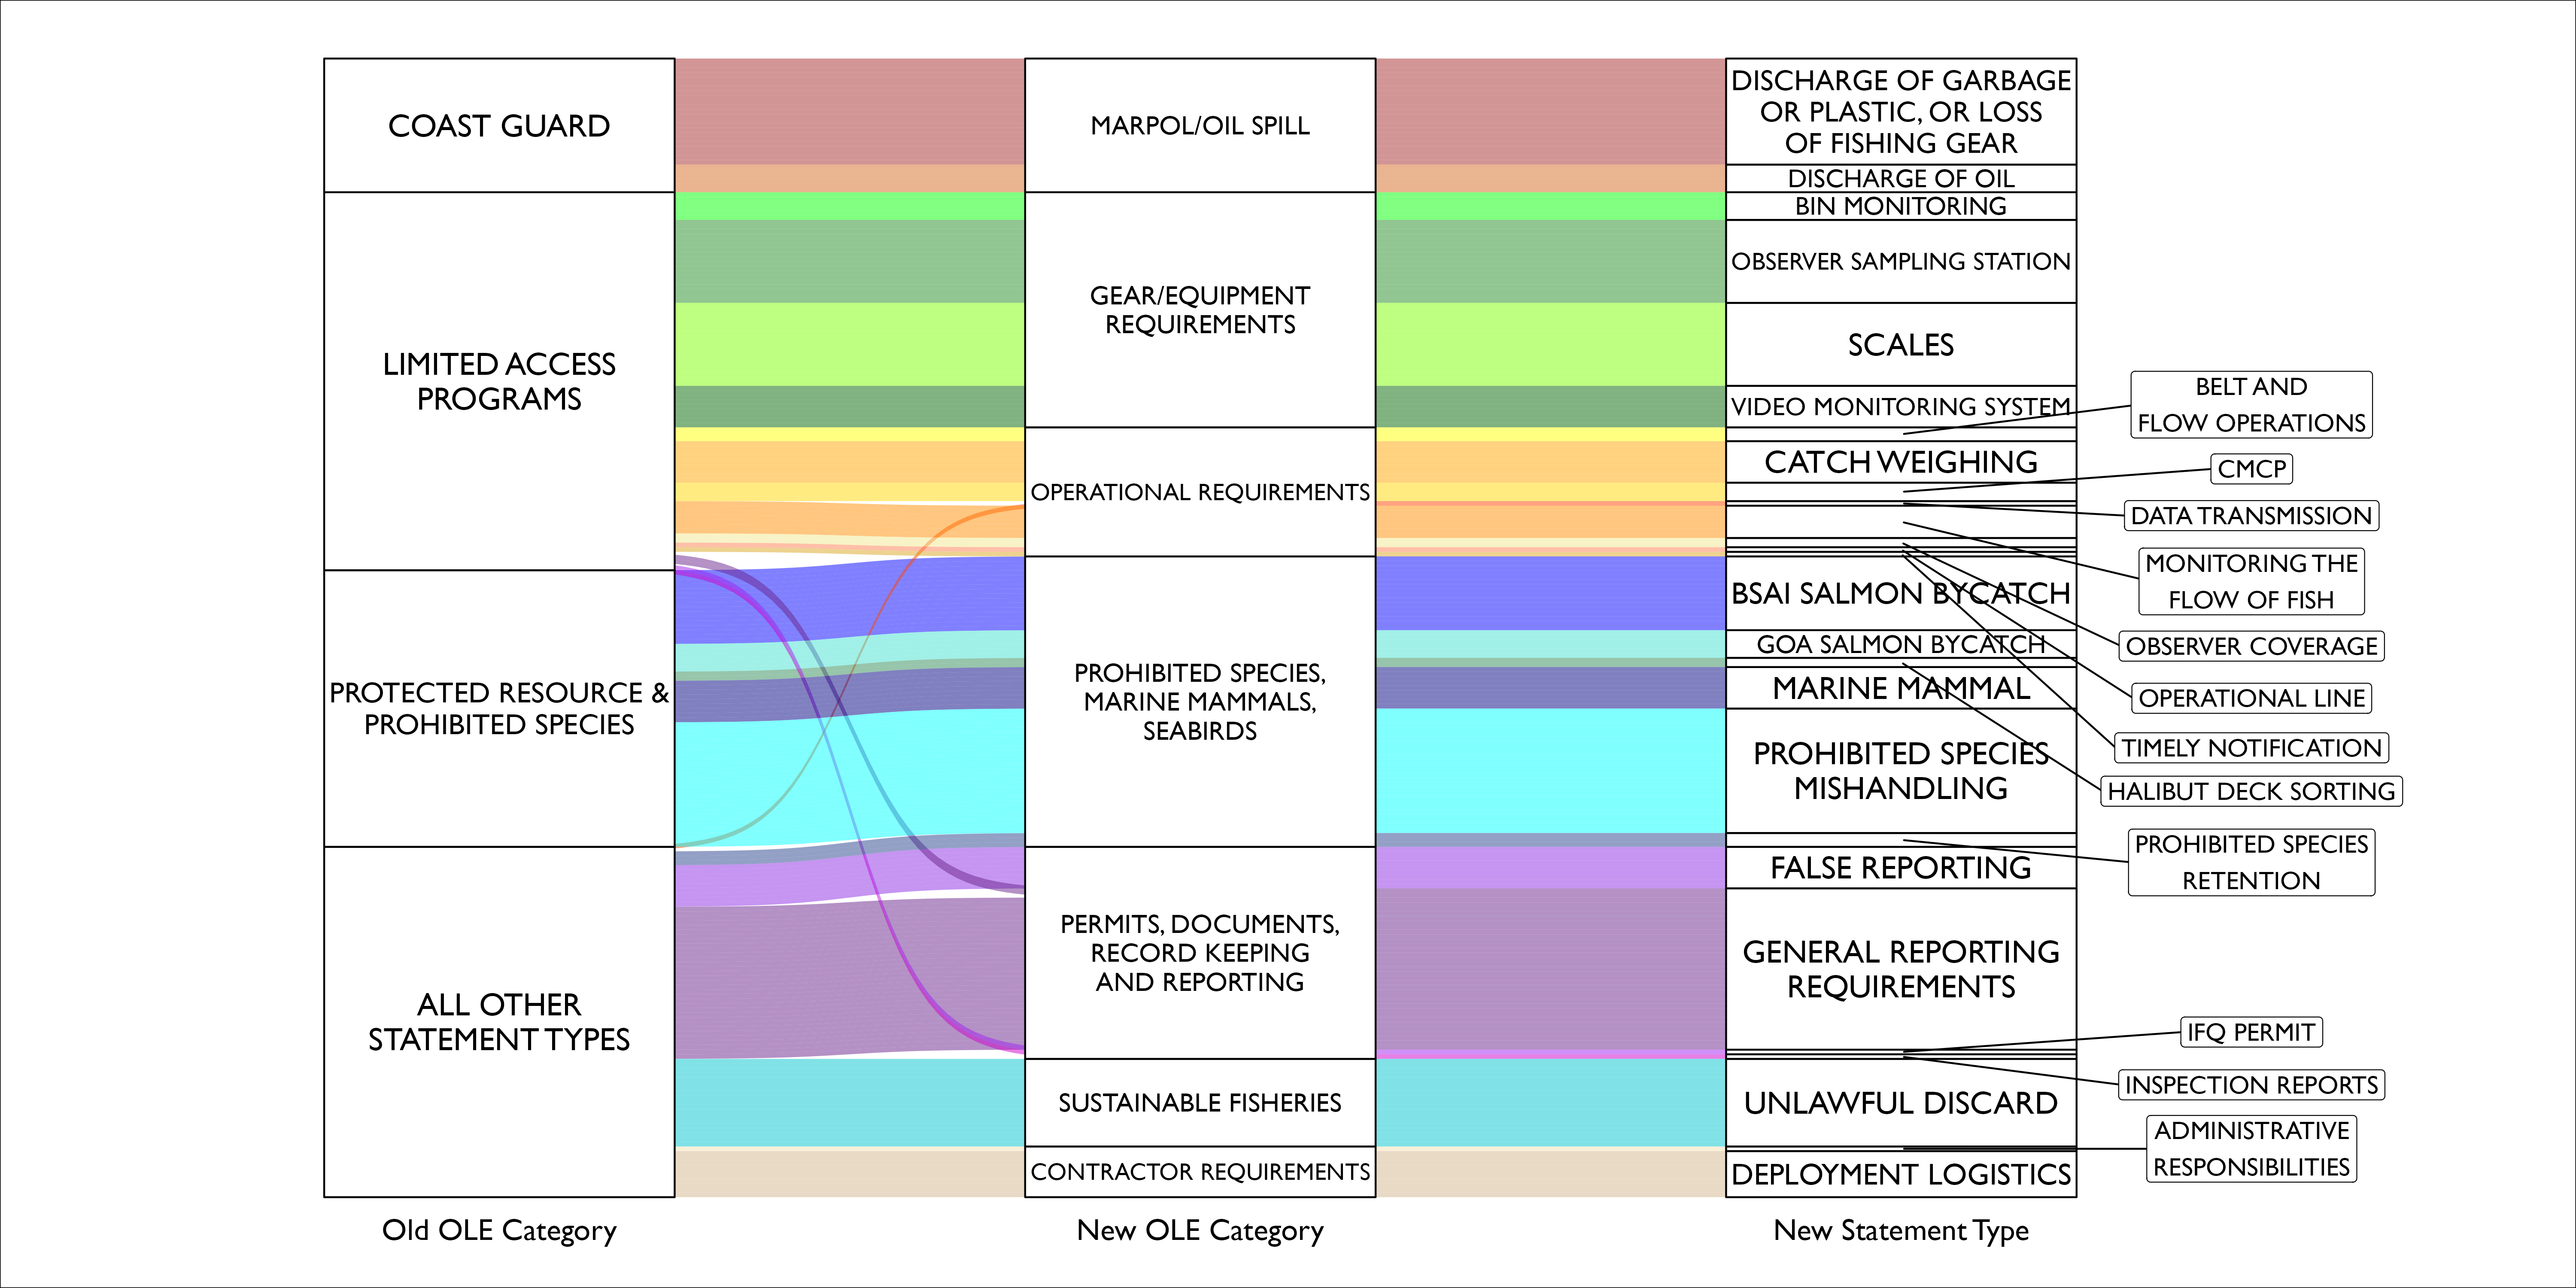 COAST GUARD
LIMITED ACCESS
PROGRAMS
PROTECTED RESOURCE &
PROHIBITED SPECIES
ALL OTHER
STATEMENT TYPES
Old OLE Category
MARPOL/OIL SPILL
GEAR/EQUIPMENT
REQUIREMENTS
OPERATIONAL REQUIREMENTS
PROHIBITED SPECIES,
MARINE MAMMALS,
SEABIRDS
PERMITS, DOCUMENTS,
RECORD KEEPING
AND REPORTING
SUSTAINABLE FISHERIES
CONTRACTOR REQUIREMENTS
New OLE Category
DISCHARGE OF GARBAGE
OR PLASTIC, OR LOSS
OF FISHING GEAR
DISCHARGE OF OIL
BIN MONITORING
OBSERVER SAMPLING STATION
SCALES
VIDEO MONITORING SYSTEM
CATCH WEIGHING
BSAI SALMON BYCATCH
GOA SALMON BYCATCH
MARINE MAMMAL
PROHIBITED SPECIES
MISHANDLING
FALSE REPORTING
GENERAL REPORTING
REQUIREMENTS
UNLAWFUL DISCARD
DEPLOYMENT LOGISTICS
New Statement Type
BELT AND
FLOW OPERATIONS
CMCP
DATA TRANSMISSION
MONITORING THE
FLOW OF FISH
OBSERVER COVERAGE
OPERATIONAL LINE
TIMELY NOTIFICATION
HALIBUT DECK SORTING
PROHIBITED SPECIES
RETENTION
IFQ PERMIT
INSPECTION REPORTS
ADMINISTRATIVE
RESPONSIBILITIES